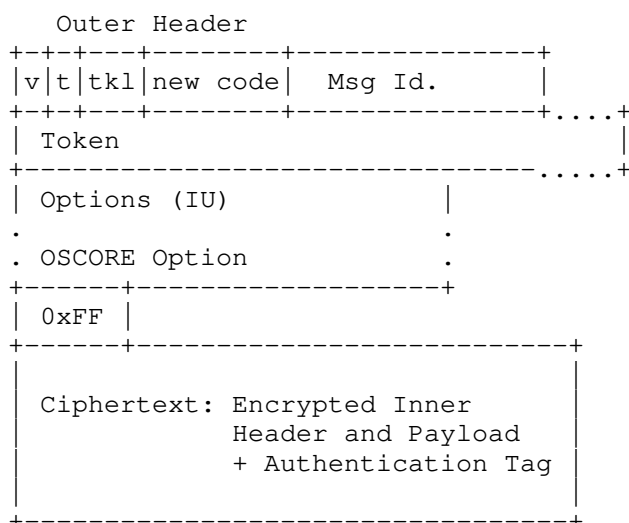 Outer Header
v t tkl new code Msg Id.
Token
Options (IU)
OSCORE Option
0xFF
Ciphertext: Encrypted Inner
Header and Payload
+ Authentication Tag